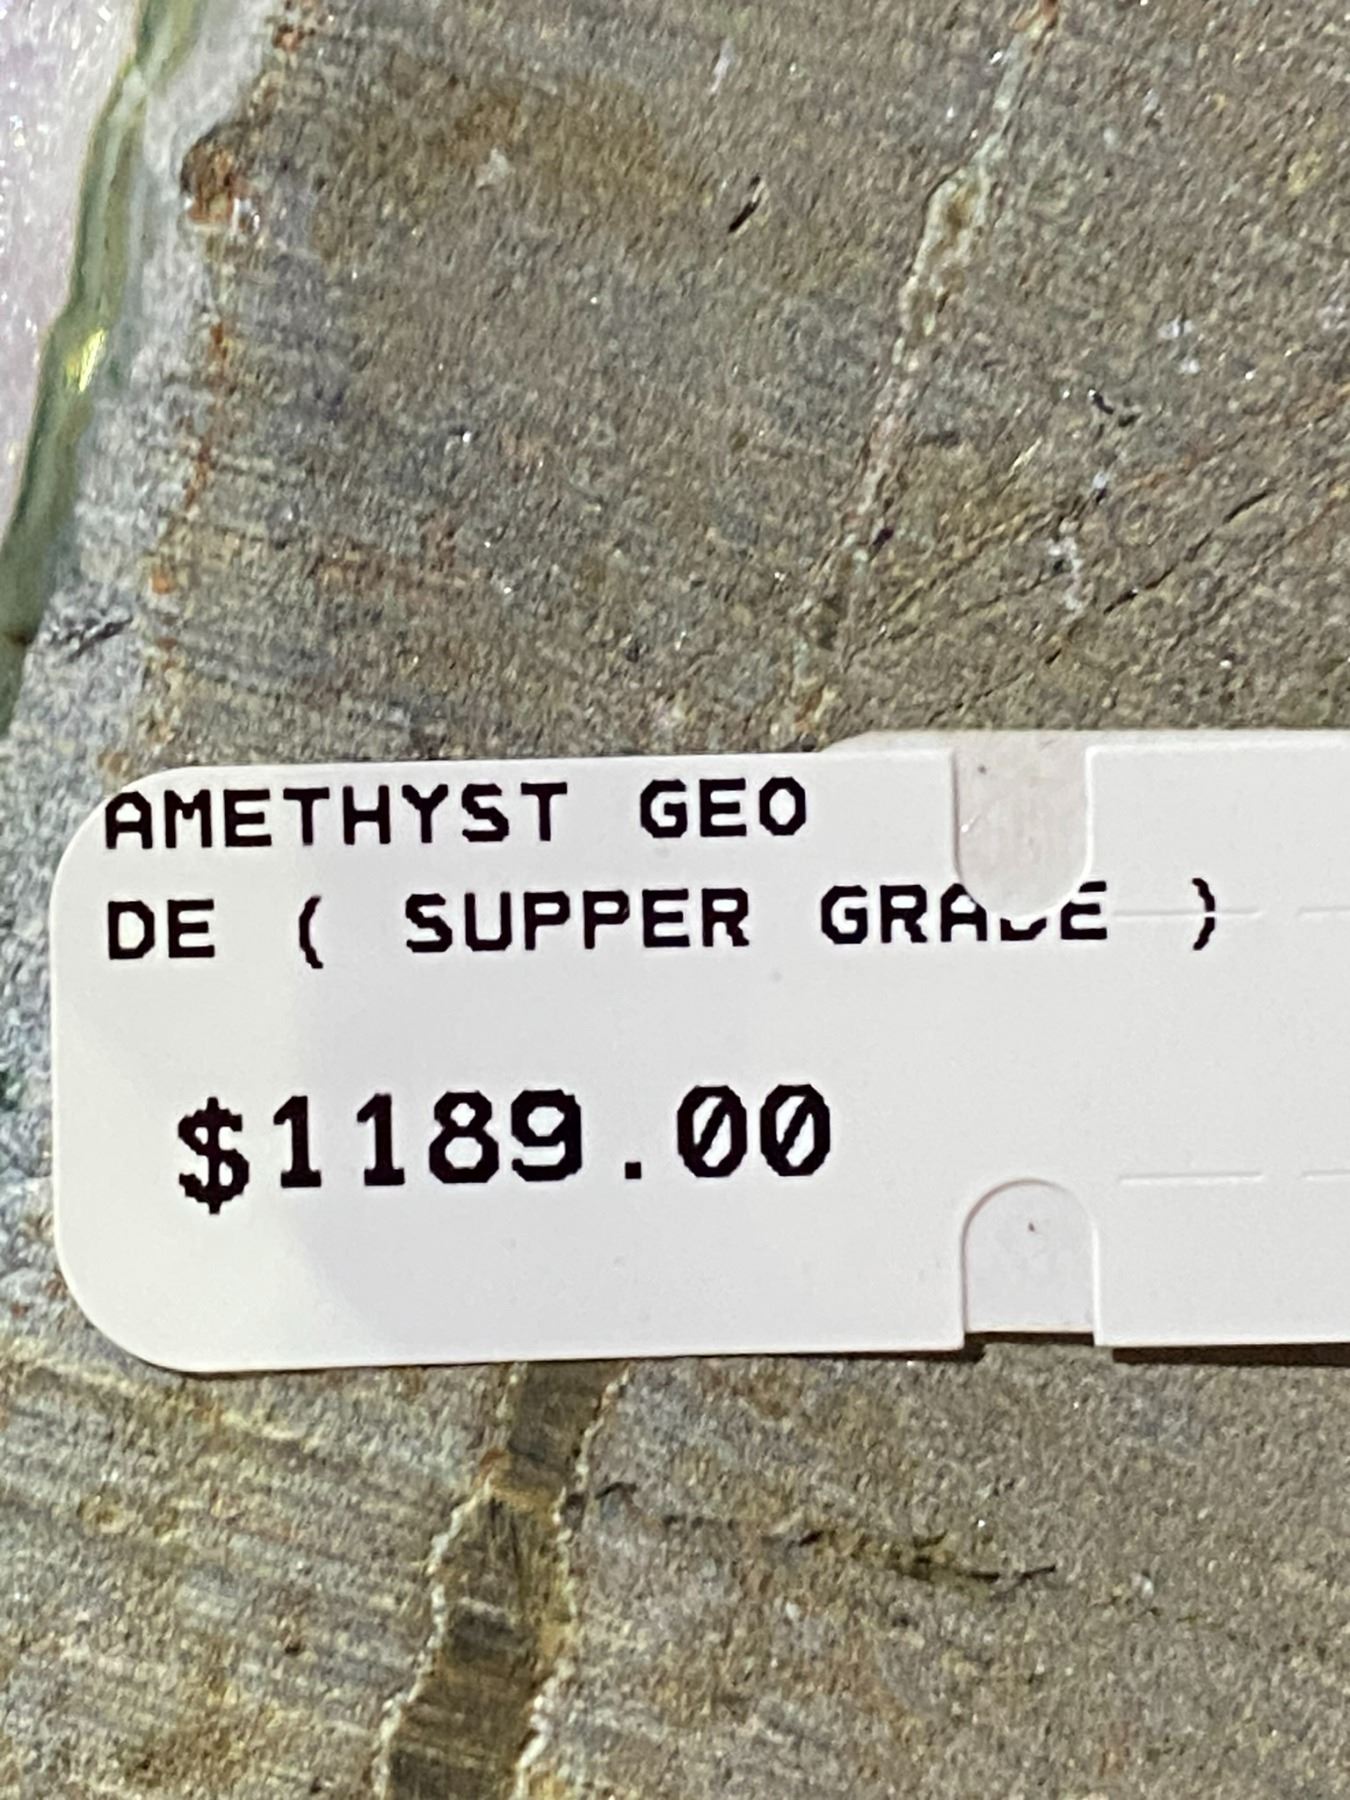 AMETHYST GEO
DE ( SUPPER GRADE )
$1189.00